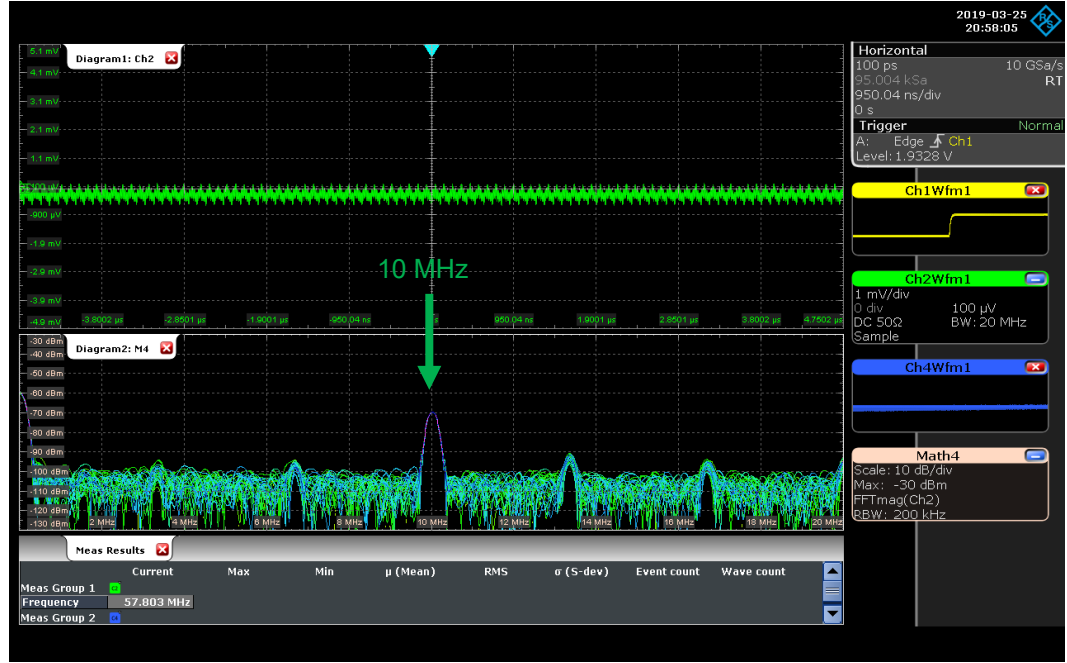 2019-03-25
20:58:05
Diagram1: Ch2
5.1 mV
4.1 mV
3.1 mV
2.1 mV
1.1 mV
-900 µV
-1.9 mV
-2.9 mV
-3.9 mV
-4.9 mV
-3.8002 µs -2.8501 µs -1.9001 µs -950.04 ns 950.04 ns 1.9001 µs 2.8501 µs 3.8002 µs 4.7502 µs
10 MHz
Diagram2: M4
-30 dBm
-40 dBm
-50 dBm
-60 dBm
-70 dBm
-80 dBm
-90 dBm
-100 dBm
-110 dBm
-120 dBm
-130 dBm
2 MHz 4 MHz 6 MHz 8 MHz 10 MHz 12 MHz 14 MHz 16 MHz 18 MHz 20 MHz
Meas Results
Current Max Min µ (Mean) RMS σ (S-dev) Event count Wave count
Meas Group 1
Frequency 57.803 MHz
Meas Group 2
Horizontal
100 ps 10 GSa/s
95.004 kSa RT
950.04 ns/div
0 s
Trigger Normal
A: Edge Ch1
Level: 1.9328 V
Ch1Wfm1
Ch2Wfm1
1 mV/div
0 div 100 µV
DC 50Ω BW: 20 MHz
Sample
Ch4Wfm1
Math4
Scale: 10 dB/div
Max: -30 dBm
FFTmag(Ch2)
RBW: 200 kHz